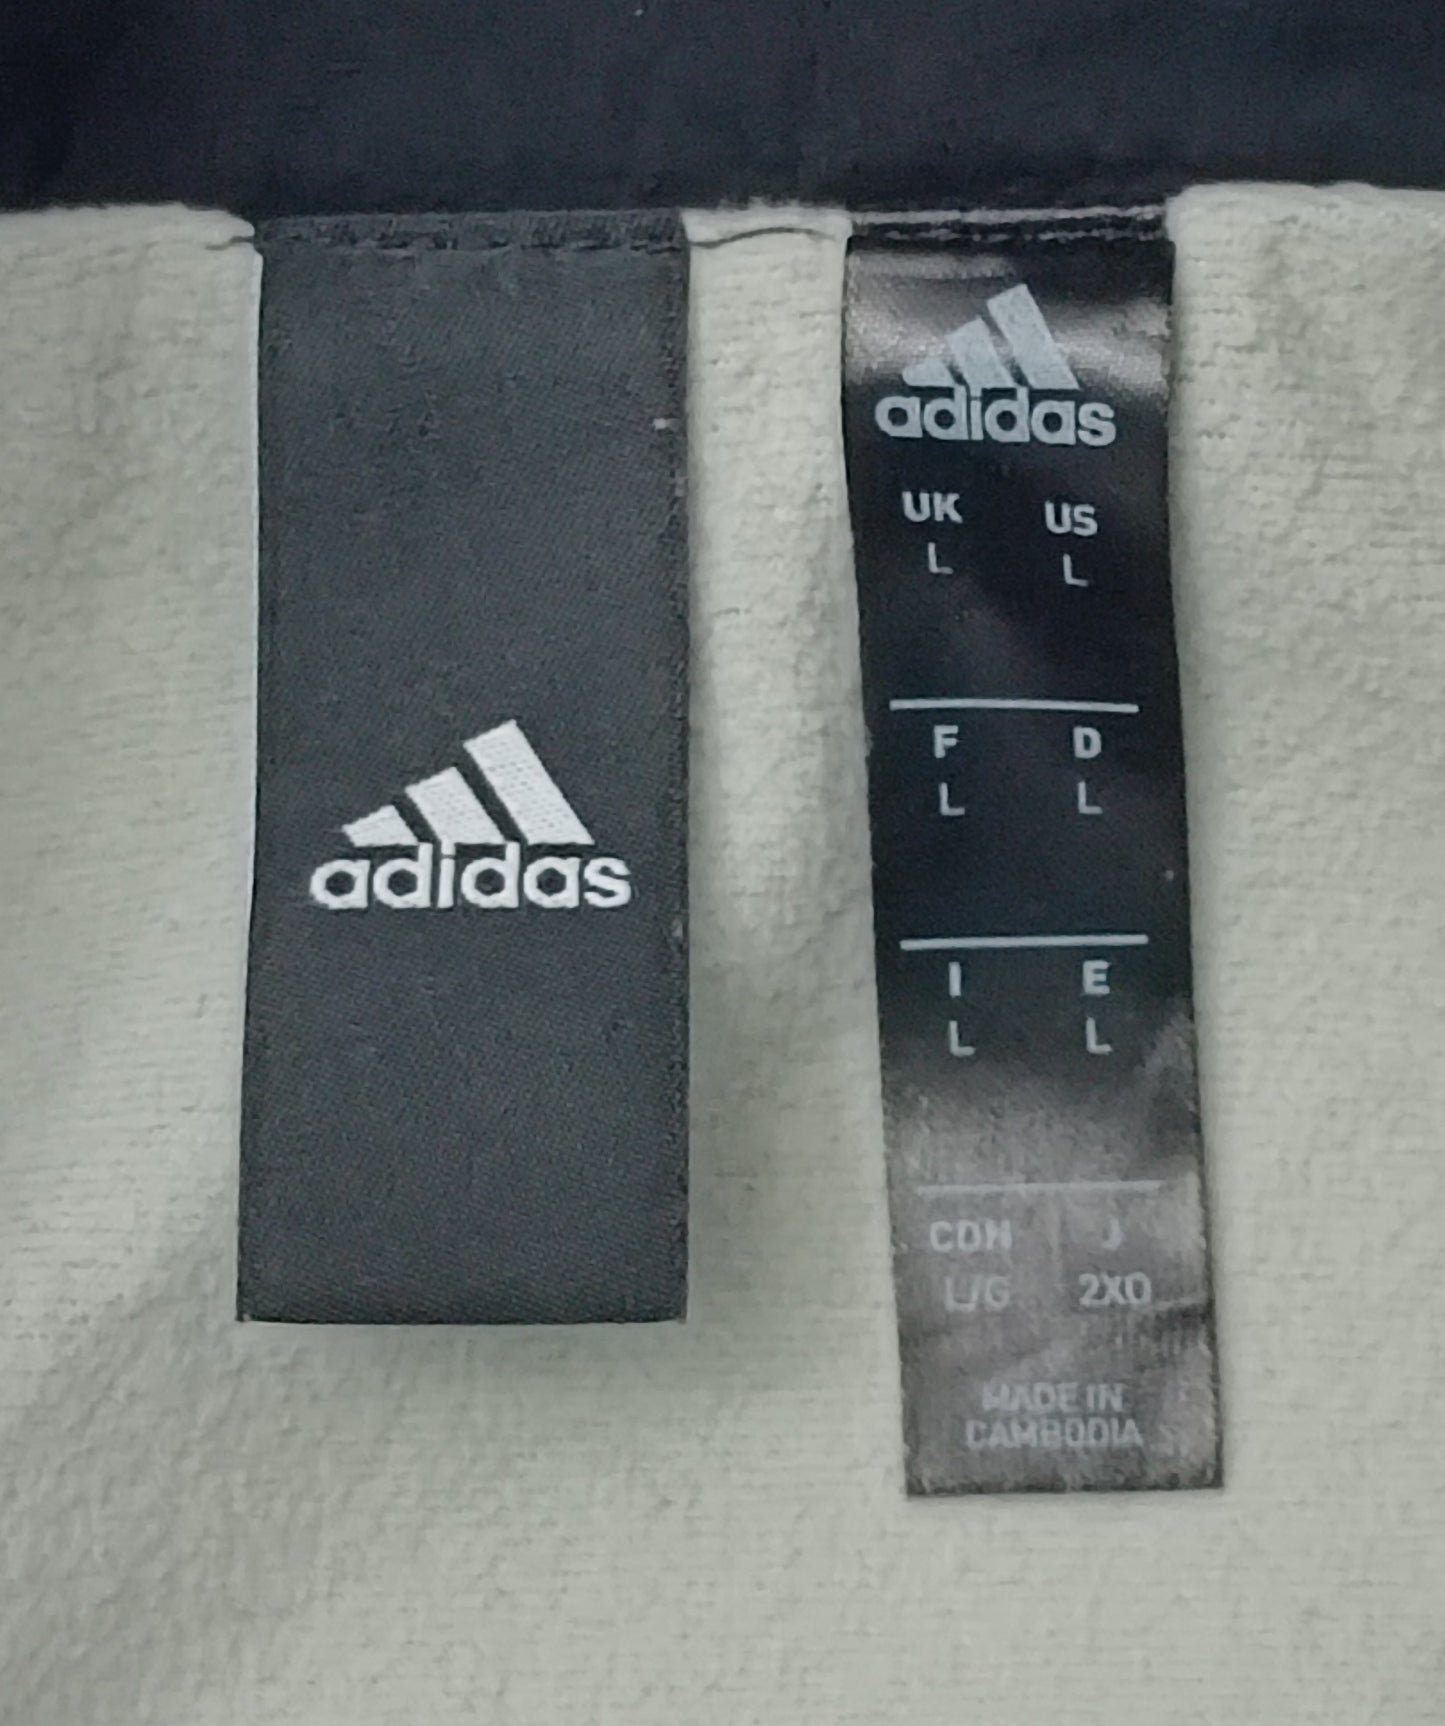 adidas
adidas
UK US
L L
F D
L L
I E
L L
CDN J
L/G 2XO
MADE IN
CAMBODIA